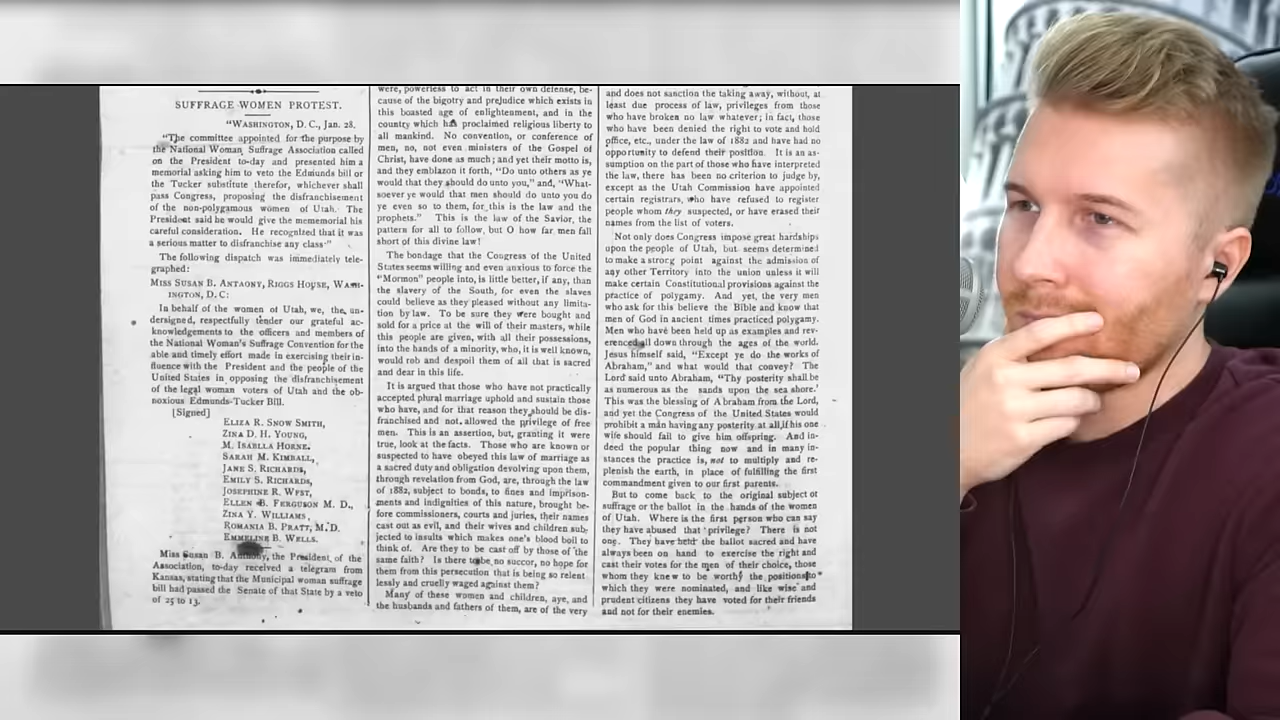 SUFFRAGE WOMEN PROTEST.
"WASHINGTON, D. C., Jan. 28.
"The committee appointed for the purpose by
the National Woman Suffrage Association called
on the President to-day and presented him a
memorial asking him to veto the Edmunds bill or
the Tucker substitute therefor, whichever shall
pass Congress, proposing the disfranchisement
of the non-polygamous women of Utah. The
President said he would give the mememorial his
careful consideration. He recognized that it was
a serious matter to disfranchise any class·"
The following dispatch was immediately tele-
graphed:
MISS SUSAN B. ANTAONY, RIGGS HOUSE, WASH-
INGTON, D. C:
In behalf of the women of Utah, we, the, un-
dersigned, respectfully tender our grateful ac-
knowledgements to the officers and members of
the National Woman's Suffrage Convention for the
able and timely effort made in exercising their in-
fluence with the President and the people of the
United States in opposing the disfranchisement
of the legal woman voters of Utah and the ob-
noxious Edmunds-Tucker Bill.
[Signed]
ELIZA R. SNOW SMITH,
ZINA D. H. YOUNG,
M. ISABLLA HORNE,
SARAH M. KIMBALL,
JANE S. RICHARDS,
EMILY S. RICHARDS,
JOSEPHINE R. WEST,
ELLEN B. FERGUSON M. D.,
ZINA Y. WILLIAMS,
ROMANIA B. PRATT, M. D.
EMMELINE B. WELLS.
Miss Susan B. Anthony, the President of the
Association, to-day received a telegram from
Kansas, stating that the Municipal woman suffrage
bill had passed the Senate of that State by a veto
of 25 to 13.
were, powerless to act in their own defense, be-
cause of the bigotry and prejudice which exists in
this boasted age of enlightenment, and in the
country which has proclaimed religious liberty to
all mankind. No convention, or conference of
men, no, not even ministers of the Gospel of
Christ, have done as much; and yet their motto is,
and they emblazon it forth, "Do unto others as ye
would that they should do unto you," and, "What-
soever ye would that men should do unto you do
ye even so to them, for this is the law and the
prophets." This is the law of the Savior, the
pattern for all to follow, but O how far men fall
short of this divine law!
The bondage that the Congress of the United
States seems willing and even anxious to force the
"Mormon" people into, is little better, if any, than
the slavery of the South, for even the slaves
could believe as they pleased without any limita-
tion by law. To be sure they were bought and
sold for a price at the will of their masters, while
this people are given, with all their possessions,
into the hands of a minority, who, it is well known,
would rob and despoil them of all that is sacred
and dear in this life.
It is argued that those who have not practically
accepted plural marriage uphold and sustain those
who have, and for that reason they should be dis-
franchised and not allowed the privilege of free
men. This is an assertion, but, granting it were
true, look at the facts. Those who are known or
suspected to have obeyed this law of marriage as
a sacred duty and obligation devolving upon them,
through revelation from God, are, through the law
of 1882, subject to bonds, to fines and imprison-
ments and indignities of this nature, brought be-
fore commissioners, courts and juries, their names
cast out as evil, and their wives and children sub-
jected to insults which makes one's blood boil to
think of. Are they to be cast off by those of the
same faith? Is there to be no succor, no hope for
them from this persecution that is being so relent
lessly and cruelly waged against them?
Many of these women and children, aye, and
the husbands and fathers of them, are of the very
and does not sanction the taking away, without, at
least due process of law, privileges from those
who have broken no law whatever; in fact, those
who have been denied the right to vote and hold
office, etc., under the law of 1882 and have had no
opportunity to defend their position. It is an as-
sumption on the part of those who have interpreted
the law, there has been no criterion to judge by,
except as the Utah Commission have appointed
certain registrars, who have refused to register
people whom they suspected, or have erased their
names from the list of voters.
Not only does Congress impose great hardships
upon the people of Utah, but seems determined
to make a strong point against the admission of
any other Territory into the union unless it will
make certain Constitutional provisions against the
practice of polygamy. And yet, the very men
who ask for this believe the Bible and know that
men of God in ancient times practiced polygamy.
Men who have been held up as examples and rev-
erenced all down through the ages of the world.
Jesus himself said, "Except ye do the works of
Abraham," and what would that convey? The
Lord said unto Abraham, "Thy posterity shall be
as numerous as the sands upon the sea shore.'
This was the blessing of Abraham from the Lord,
and yet the Congress of the United States would
prohibit a man having any posterity at all, if his one
wife should fail to give him offspring. And in-
deed the popular thing now and in many in-
stances the practice is, not to multiply and re-
plenish the earth, in place of fulfilling the first
commandment given to our first parents.
But to come back to the original subject of
suffrage or the ballot in the hands of the women
of Utah. Where is the first person who can say
they have abused that privilege? There is not
one. They have held the ballot sacred and have
always been on hand to exercise the right and
cast their votes for the men of their choice, those
whom they knew to be worthy the positions to
which they were nominated, and like wise and
prudent citizens they have voted for their friends
and not for their enemies.